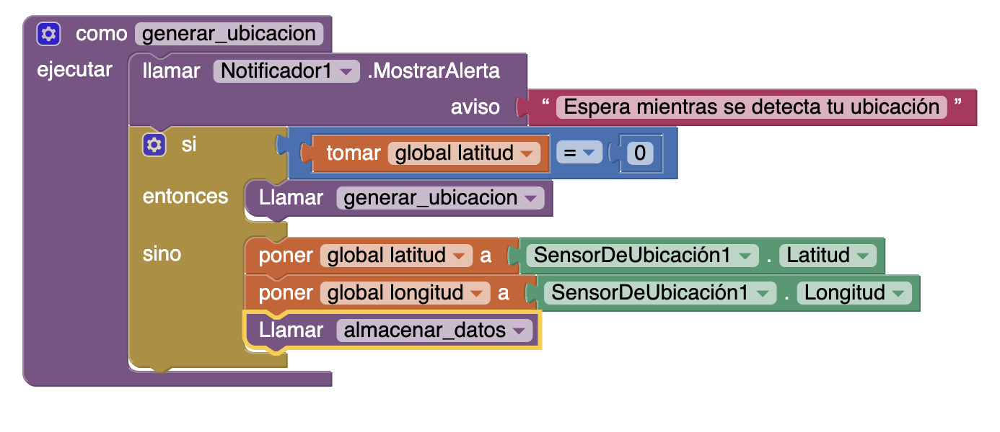 como generar_ubicacion
ejecutar llamar Notificador1 .MostrarAlerta
aviso “ Espera mientras se detecta tu ubicación ”
si tomar global latitud = 0
entonces Llamar generar_ubicacion
sino poner global latitud a SensorDeUbicación1 . Latitud
poner global longitud a SensorDeUbicación1 . Longitud
Llamar almacenar_datos